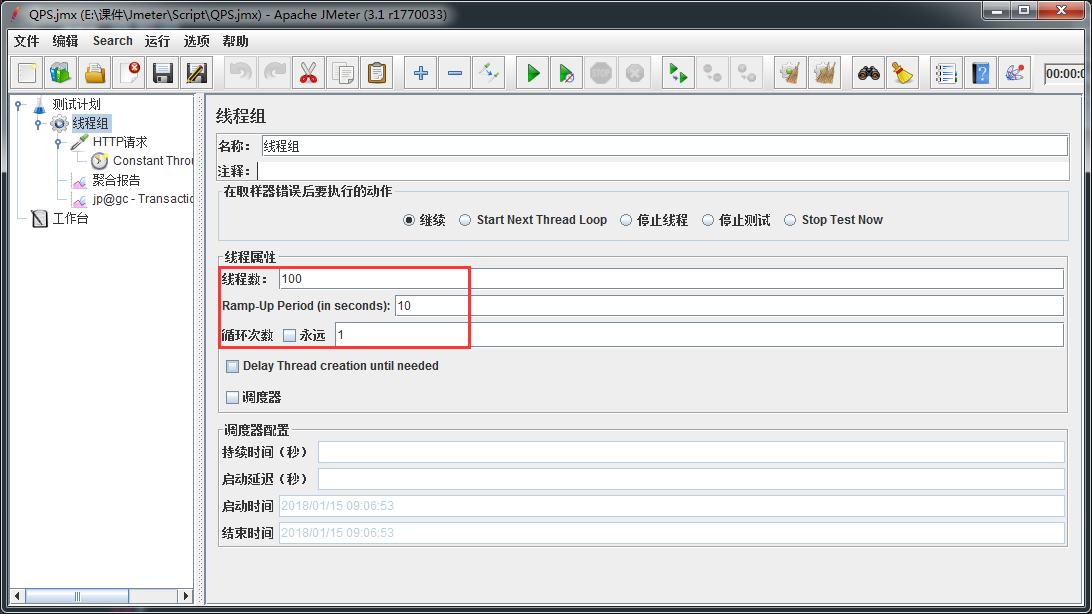 QPS.jmx (E:\课件\Jmeter\Script\QPS.jmx) - Apache JMeter (3.1 r1770033)
文件 编辑 Search 运行 选项 帮助
STOP
00:00:0
测试计划
线程组
HTTP请求
Constant Throu
聚合报告
jp@gc - Transactio
工作台
线程组
名称： 线程组
注释：
在取样器错误后要执行的动作
继续 Start Next Thread Loop 停止线程 停止测试 Stop Test Now
线程属性
线程数： 100
Ramp-Up Period (in seconds): 10
循环次数 永远 1
Delay Thread creation until needed
调度器
调度器配置
持续时间（秒）
启动延迟（秒）
启动时间 2018/01/15 09:06:53
结束时间 2018/01/15 09:06:53